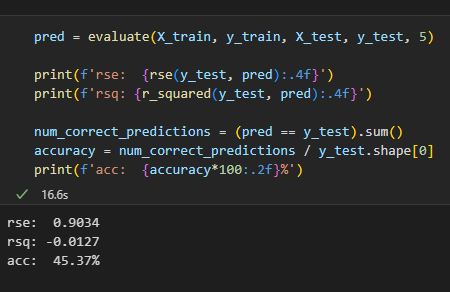 pred = evaluate(X_train, y_train, X_test, y_test, 5)
print(f'rse:  {rse(y_test, pred):.4f}')
print(f'rsq: {r_squared(y_test, pred):.4f}')
num_correct_predictions = (pred == y_test).sum()
accuracy = num_correct_predictions / y_test.shape[0]
print(f'acc:  {accuracy*100:.2f}%')
✓ 16.6s
rse:  0.9034
rsq: -0.0127
acc:  45.37%